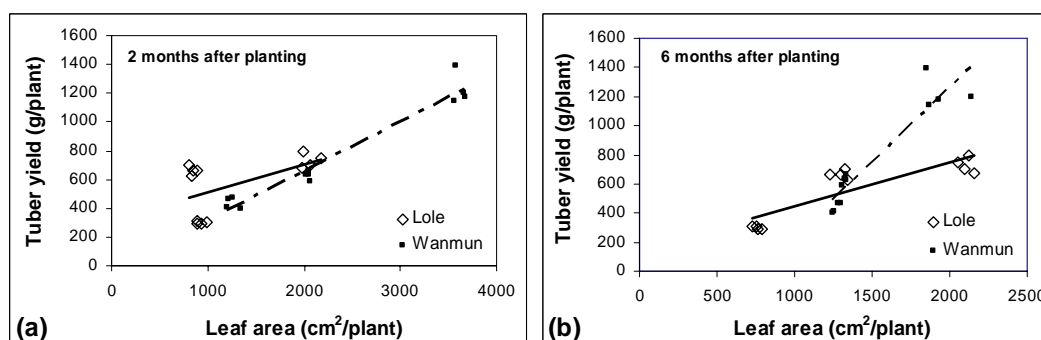 1600
1400
1200
1000
800
600
400
200
0
Tuber yield (g/plant)
2 months after planting
Lole
Wanmun
0 1000 2000 3000 4000
Leaf area (cm²/plant)
(a)
1600
1400
1200
1000
800
600
400
200
0
Tuber yield (g/plant)
6 months after planting
Lole
Wanmun
0 500 1000 1500 2000 2500
Leaf area (cm²/plant)
(b)